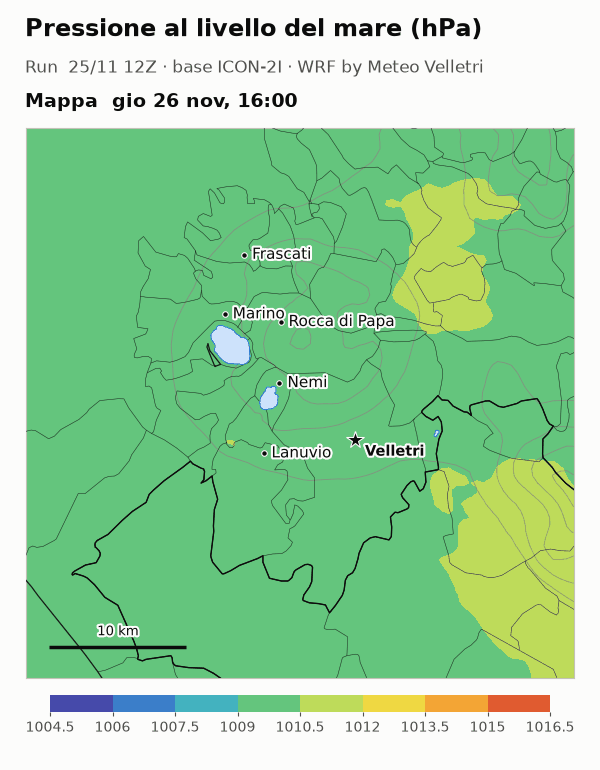 Pressione al livello del mare (hPa)
Run  25/11 12Z · base ICON-2I · WRF by Meteo Velletri
Mappa  gio 26 nov, 16:00
Frascati
Marino
Rocca di Papa
Nemi
Velletri
Lanuvio
10 km
1004.5 1006 1007.5 1009 1010.5 1012 1013.5 1015 1016.5